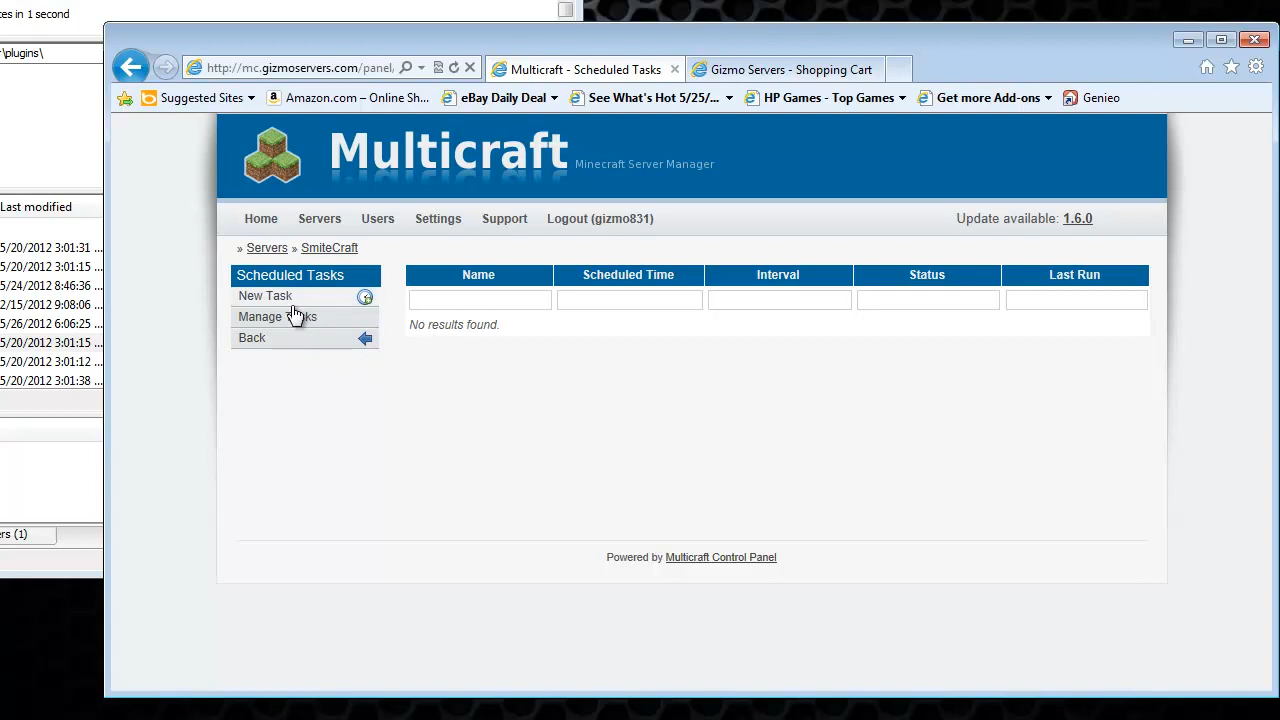 tes in 1 second
r\plugins\
Last modified
5/20/2012 3:01:31 ...
5/20/2012 3:01:15 ...
5/24/2012 8:46:36 ...
2/15/2012 9:08:06 ...
5/26/2012 6:06:25 ...
5/20/2012 3:01:15 ...
5/20/2012 3:01:12 ...
5/20/2012 3:01:38 ...
ers (1)
http://mc.gizmoservers.com/panel/
Multicraft - Scheduled Tasks
Gizmo Servers - Shopping Cart
Suggested Sites
Amazon.com – Online Sh...
eBay Daily Deal
See What's Hot 5/25/...
HP Games - Top Games
Get more Add-ons
Genieo
Multicraft Minecraft Server Manager
Home Servers Users Settings Support Logout (gizmo831) Update available: 1.6.0
» Servers » SmiteCraft
Scheduled Tasks
New Task
Manage
Back
Name Scheduled Time Interval Status Last Run
No results found.
Powered by Multicraft Control Panel